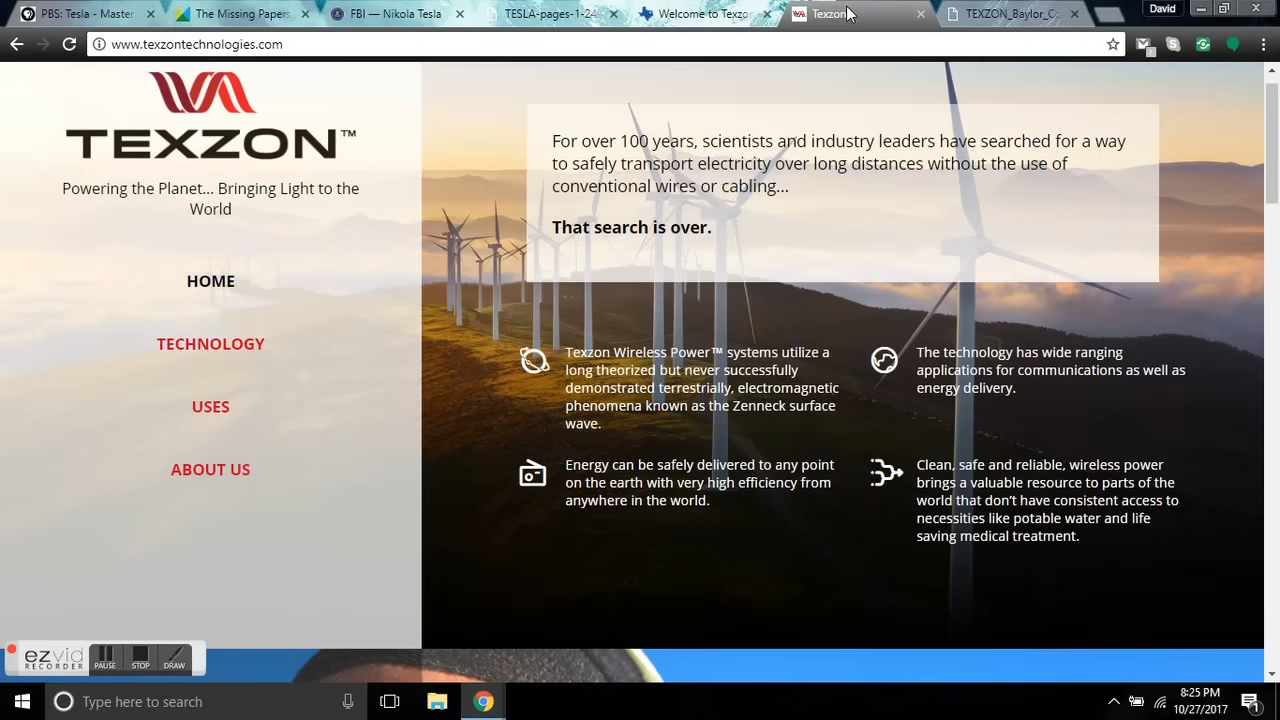 PBS: Tesla - Master
The Missing Papers
FBI — Nikola Tesla
TESLA-pages-1-24
Welcome to Texzon
Texzon
TEXZON_Baylor_Co
David
www.texzontechnologies.com
TEXZON™
Powering the Planet... Bringing Light to the
World
HOME
TECHNOLOGY
USES
ABOUT US
For over 100 years, scientists and industry leaders have searched for a way
to safely transport electricity over long distances without the use of
conventional wires or cabling...
That search is over.
Texzon Wireless Power™ systems utilize a
long theorized but never successfully
demonstrated terrestrially, electromagnetic
phenomena known as the Zenneck surface
wave.
The technology has wide ranging
applications for communications as well as
energy delivery.
Energy can be safely delivered to any point
on the earth with very high efficiency from
anywhere in the world.
Clean, safe and reliable, wireless power
brings a valuable resource to parts of the
world that don't have consistent access to
necessities like potable water and life
saving medical treatment.
ezvid
RECORDER
PAUSE
STOP
DRAW
Type here to search
8:25 PM
10/27/2017